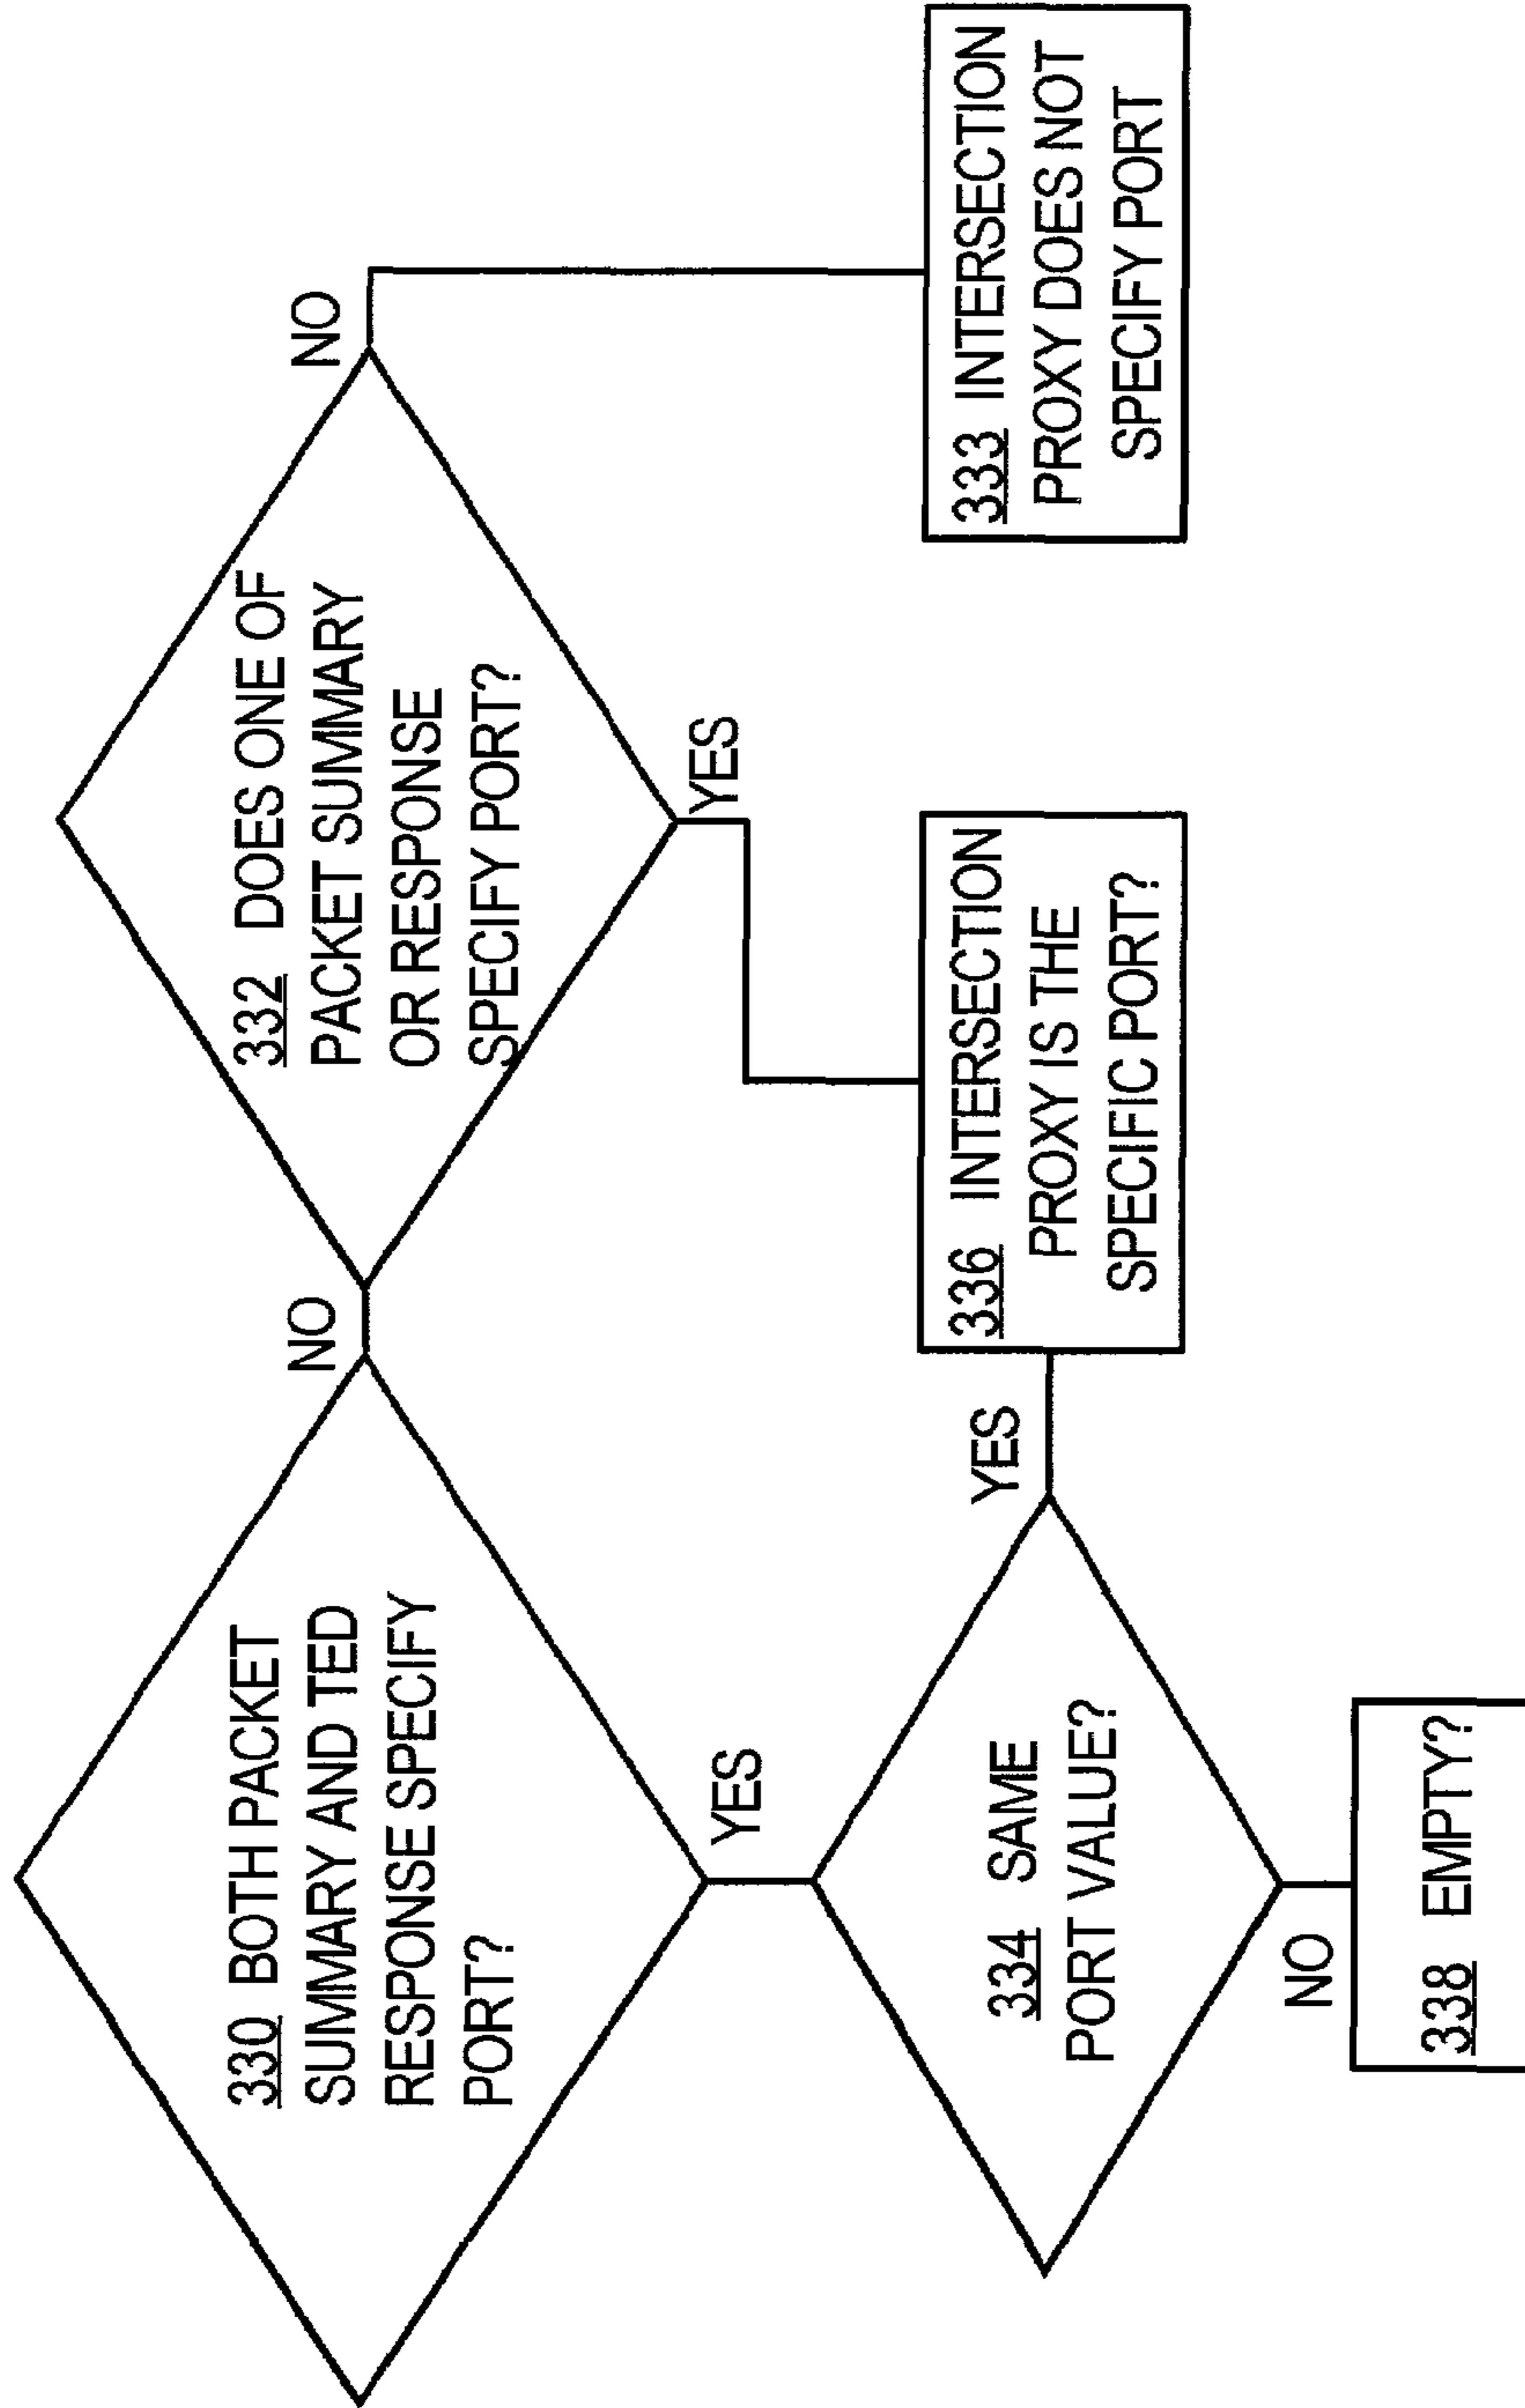 330 BOTH PACKET
SUMMARY AND TED
RESPONSE SPECIFY
PORT?
NO
YES
332 DOES ONE OF
PACKET SUMMARY
OR RESPONSE
SPECIFY PORT?
NO
YES
334 SAME
PORT VALUE?
YES
NO
336 INTERSECTION
PROXY IS THE
SPECIFIC PORT?
333 INTERSECTION
PROXY DOES NOT
SPECIFY PORT
338 EMPTY?